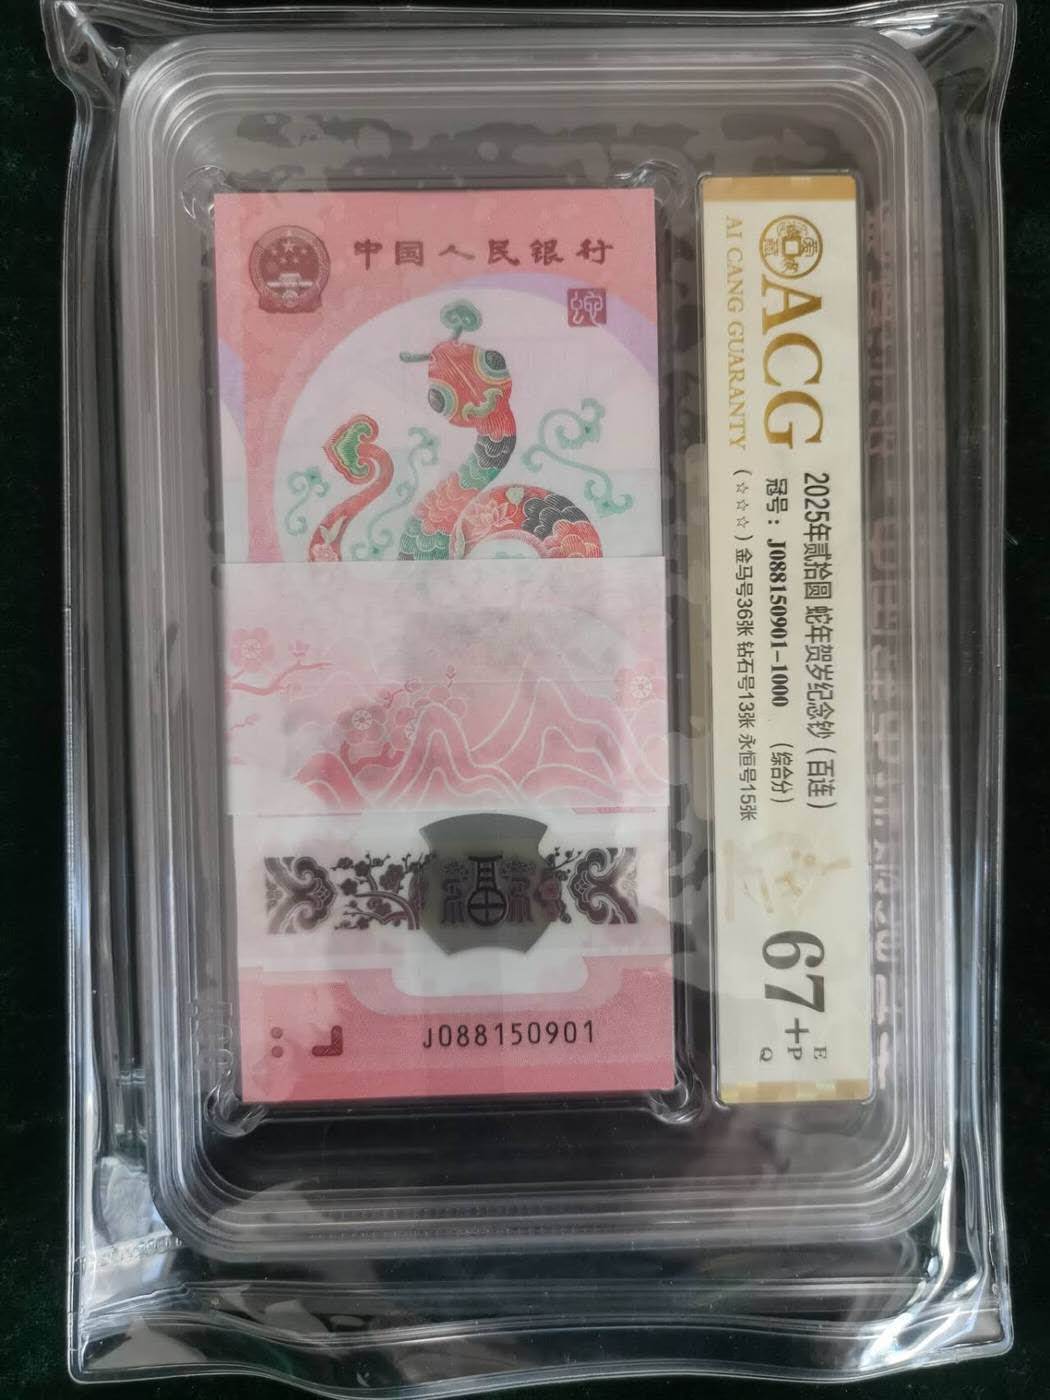 中国人民银行
J088150901
ACG
AI CANG GUARANTY
2025年贰拾圆 蛇年贺岁纪念钞（百连）
冠号：J088150901-1000 （综合分）
（☆☆☆）金马号36张 钻石号13张 永恒号15张
67+
E
P
Q